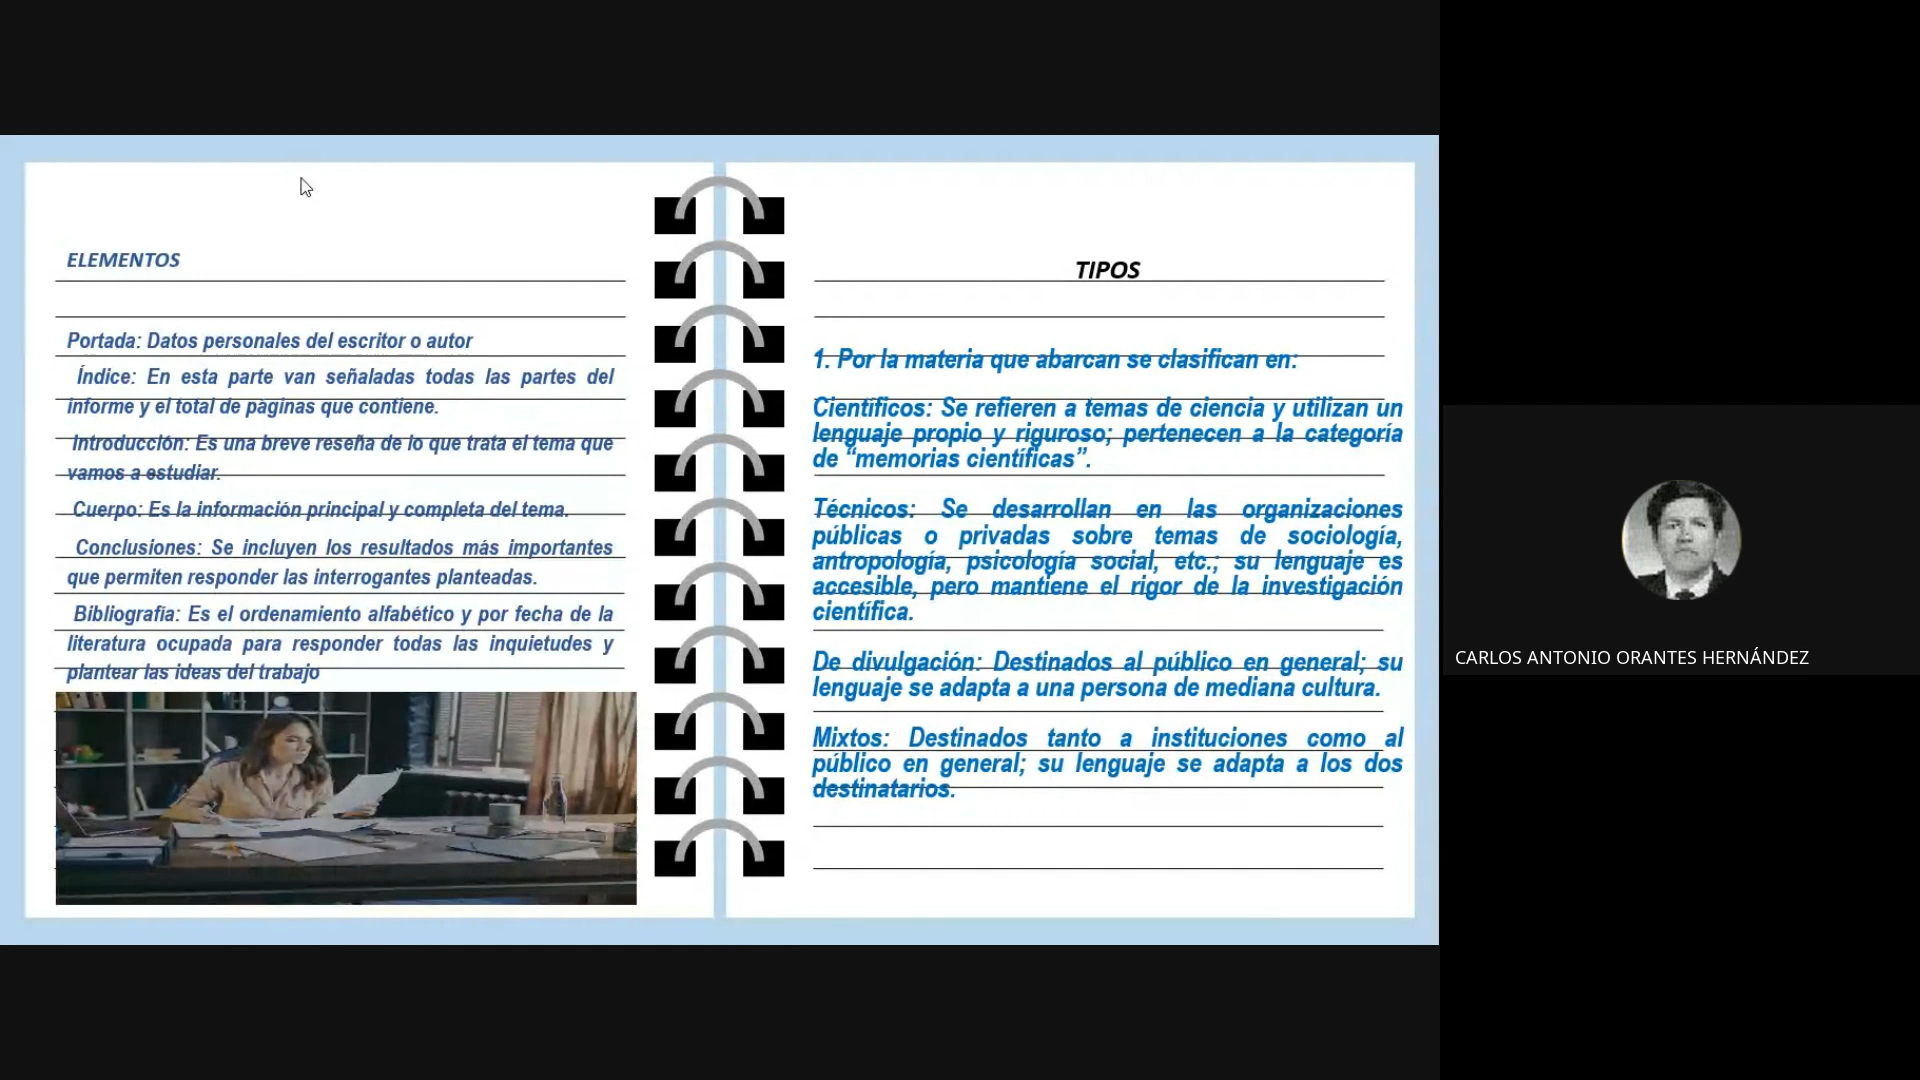 ELEMENTOS
Portada: Datos personales del escritor o autor
Índice: En esta parte van señaladas todas las partes del
informe y el total de páginas que contiene.
Introducción: Es una breve reseña de lo que trata el tema que
vamos a estudiar.
Cuerpo: Es la información principal y completa del tema.
Conclusiones: Se incluyen los resultados más importantes
que permiten responder las interrogantes planteadas.
Bibliografía: Es el ordenamiento alfabético y por fecha de la
literatura ocupada para responder todas las inquietudes y
plantear las ideas del trabajo
TIPOS
1. Por la materia que abarcan se clasifican en:
Científicos: Se refieren a temas de ciencia y utilizan un
lenguaje propio y riguroso; pertenecen a la categoría
de “memorias científicas”.
Técnicos: Se desarrollan en las organizaciones
públicas o privadas sobre temas de sociología,
antropología, psicología social, etc.; su lenguaje es
accesible, pero mantiene el rigor de la investigación
científica.
De divulgación: Destinados al público en general; su
lenguaje se adapta a una persona de mediana cultura.
Mixtos: Destinados tanto a instituciones como al
público en general; su lenguaje se adapta a los dos
destinatarios.
CARLOS ANTONIO ORANTES HERNÁNDEZ